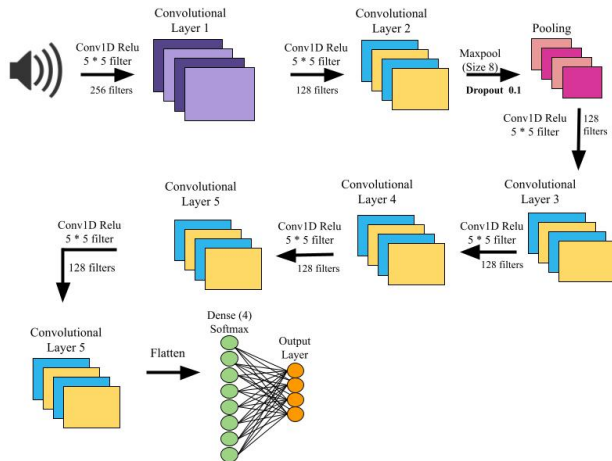 Convolutional
Layer 1
Conv1D Relu
5 * 5 filter
256 filters
Convolutional
Layer 2
Conv1D Relu
5 * 5 filter
128 filters
Maxpool
(Size 8)
Dropout 0.1
Pooling
Conv1D Relu
5 * 5 filter
128
filters
Convolutional
Layer 3
Conv1D Relu
5 * 5 filter
128 filters
Convolutional
Layer 4
Conv1D Relu
5 * 5 filter
128 filters
Convolutional
Layer 5
Conv1D Relu
5 * 5 filter
128 filters
Convolutional
Layer 5
Flatten
Dense (4)
Softmax
Output
Layer